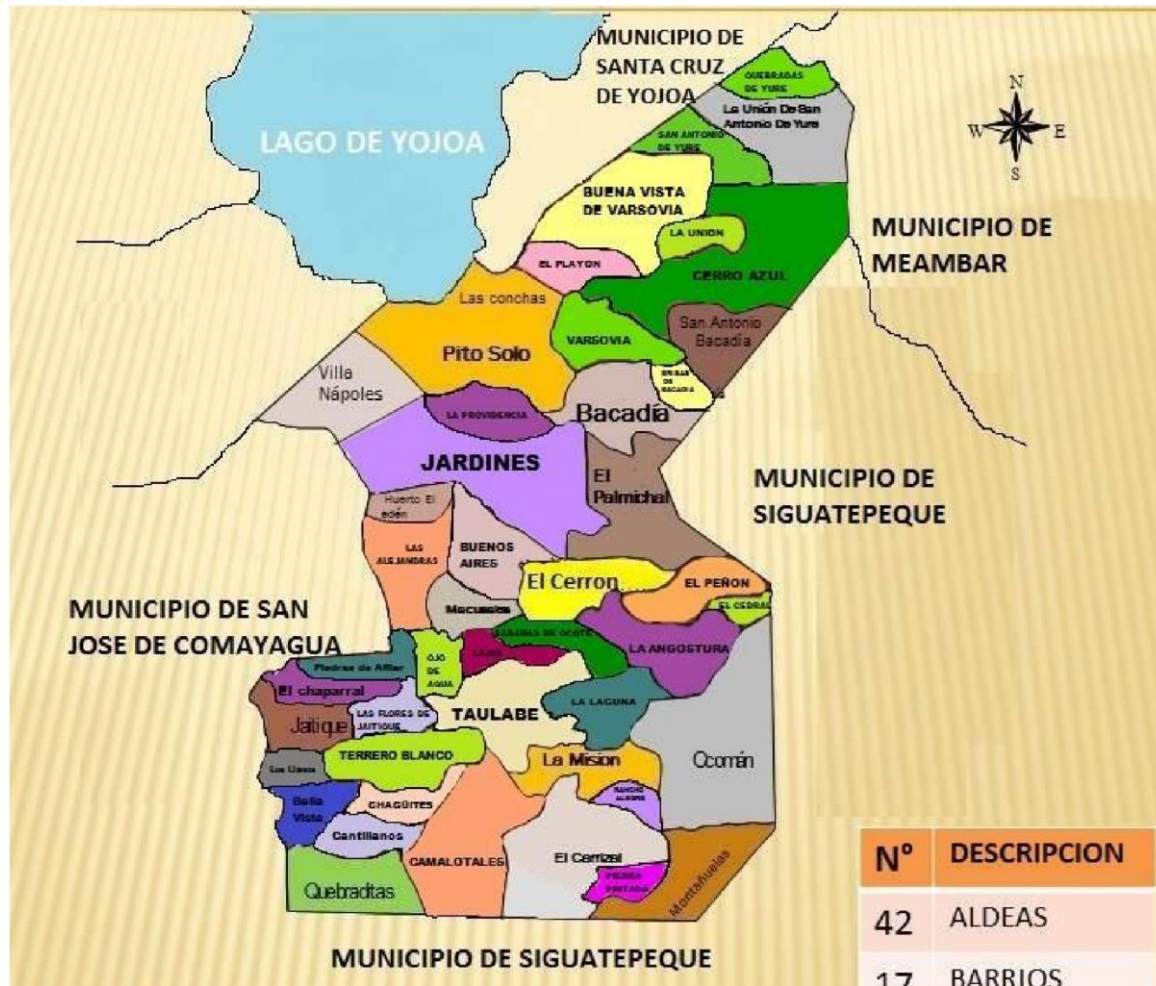 MUNICIPIO DE
SANTA CRUZ
DE YOJOA
QUEBRADAS
DE YURE
La Unión De San
Antonio De Yure
N
W
E
S
LAGO DE YOJOA
SAN ANTONIO
DE YURE
BUENA VISTA
DE VARSOVIA
LA UNION
MUNICIPIO DE
MEAMBAR
EL PLAYON
CERRO AZUL
Las conchas
San Antonio
Bacadía
VARSOVIA
Pito Solo
Villa
Nápoles
DE
BACADIA
LA PROVIDENCIA
Bacadía
JARDINES
El
Palmichal
MUNICIPIO DE
SIGUATEPEQUE
Huerto El
edén
LAS
ALEJANDRAS
BUENOS
AIRES
El Cerron
EL PEÑON
EL CEDRAL
MUNICIPIO DE SAN
JOSE DE COMAYAGUA
SABANAS DE OCOTE
LA ANGOSTURA
Piedras de Afilar
OJO
DE
AGUA
El chaparral
LA LAGUNA
Jaitique
LAS FLORES DE
JAITIQUE
TAULABE
TERRERO BLANCO
La Mision
Ocomán
Los Llanos
RANCHO
ALEGRE
Bella
Vista
CHAGÜITES
Cantillanos
CAMALOTALES
El Carrizal
PIEDRA
PINTADA
Montañuelas
Quebraditas
MUNICIPIO DE SIGUATEPEQUE
N° DESCRIPCION
42 ALDEAS
17 BARRIOS